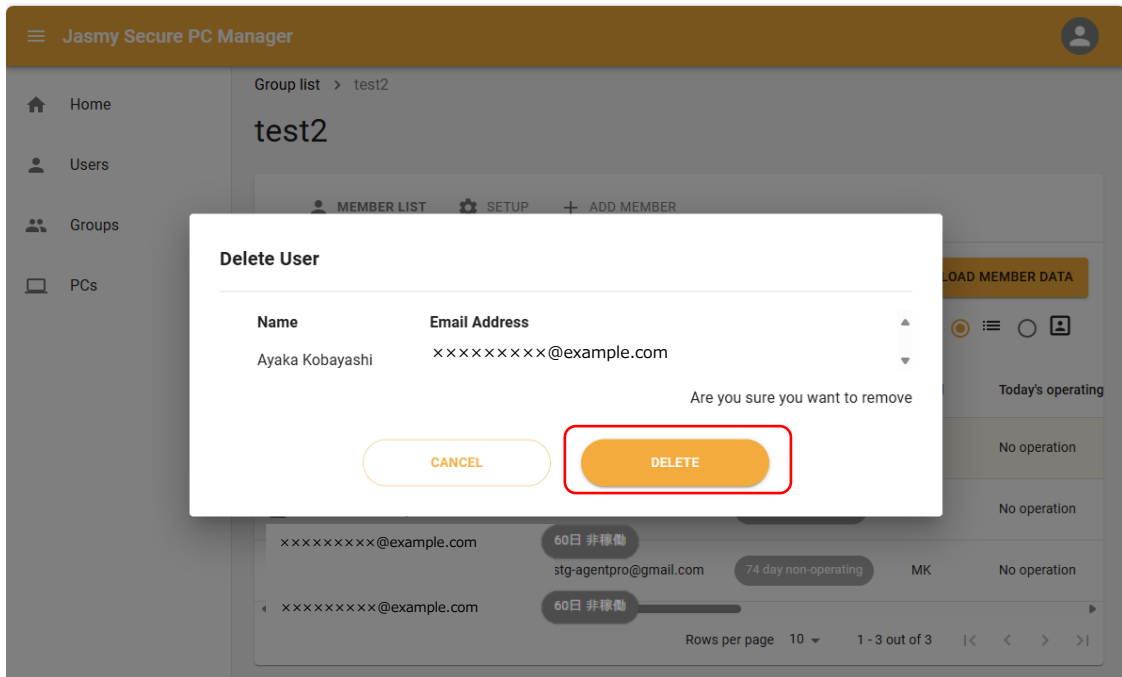 Jasmy Secure PC Manager
Home
Users
Groups
PCs
Group list > test2
test2
MEMBER LIST SETUP ADD MEMBER
LOAD MEMBER DATA
Delete User
Name Email Address
Ayaka Kobayashi ×××××××××@example.com
Are you sure you want to remove
CANCEL DELETE
Today's operating
No operation
No operation
×××××××××@example.com 60日 非稼働
stg-agentpro@gmail.com 74 day non-operating MK No operation
×××××××××@example.com 60日 非稼働
Rows per page 10 1 - 3 out of 3